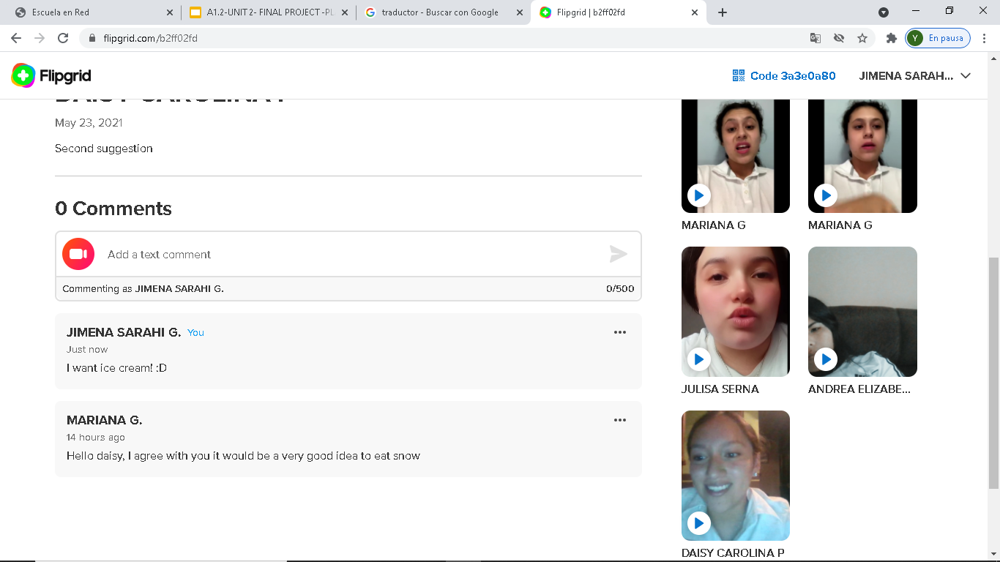 Escuela en Red
A1.2-UNIT 2- FINAL PROJECT -PL
traductor - Buscar con Google
Flipgrid | b2ff02fd
flipgrid.com/b2ff02fd
Y
En pausa
Flipgrid
Code 3a3e0a80
JIMENA SARAH...
DAISY CAROLINA P
May 23, 2021
Second suggestion
0 Comments
Add a text comment
Commenting as JIMENA SARAHI G.
0/500
JIMENA SARAHI G. You
Just now
I want ice cream! :D
MARIANA G.
14 hours ago
Hello daisy, I agree with you it would be a very good idea to eat snow
MARIANA G
MARIANA G
JULISA SERNA
ANDREA ELIZABE...
DAISY CAROLINA P